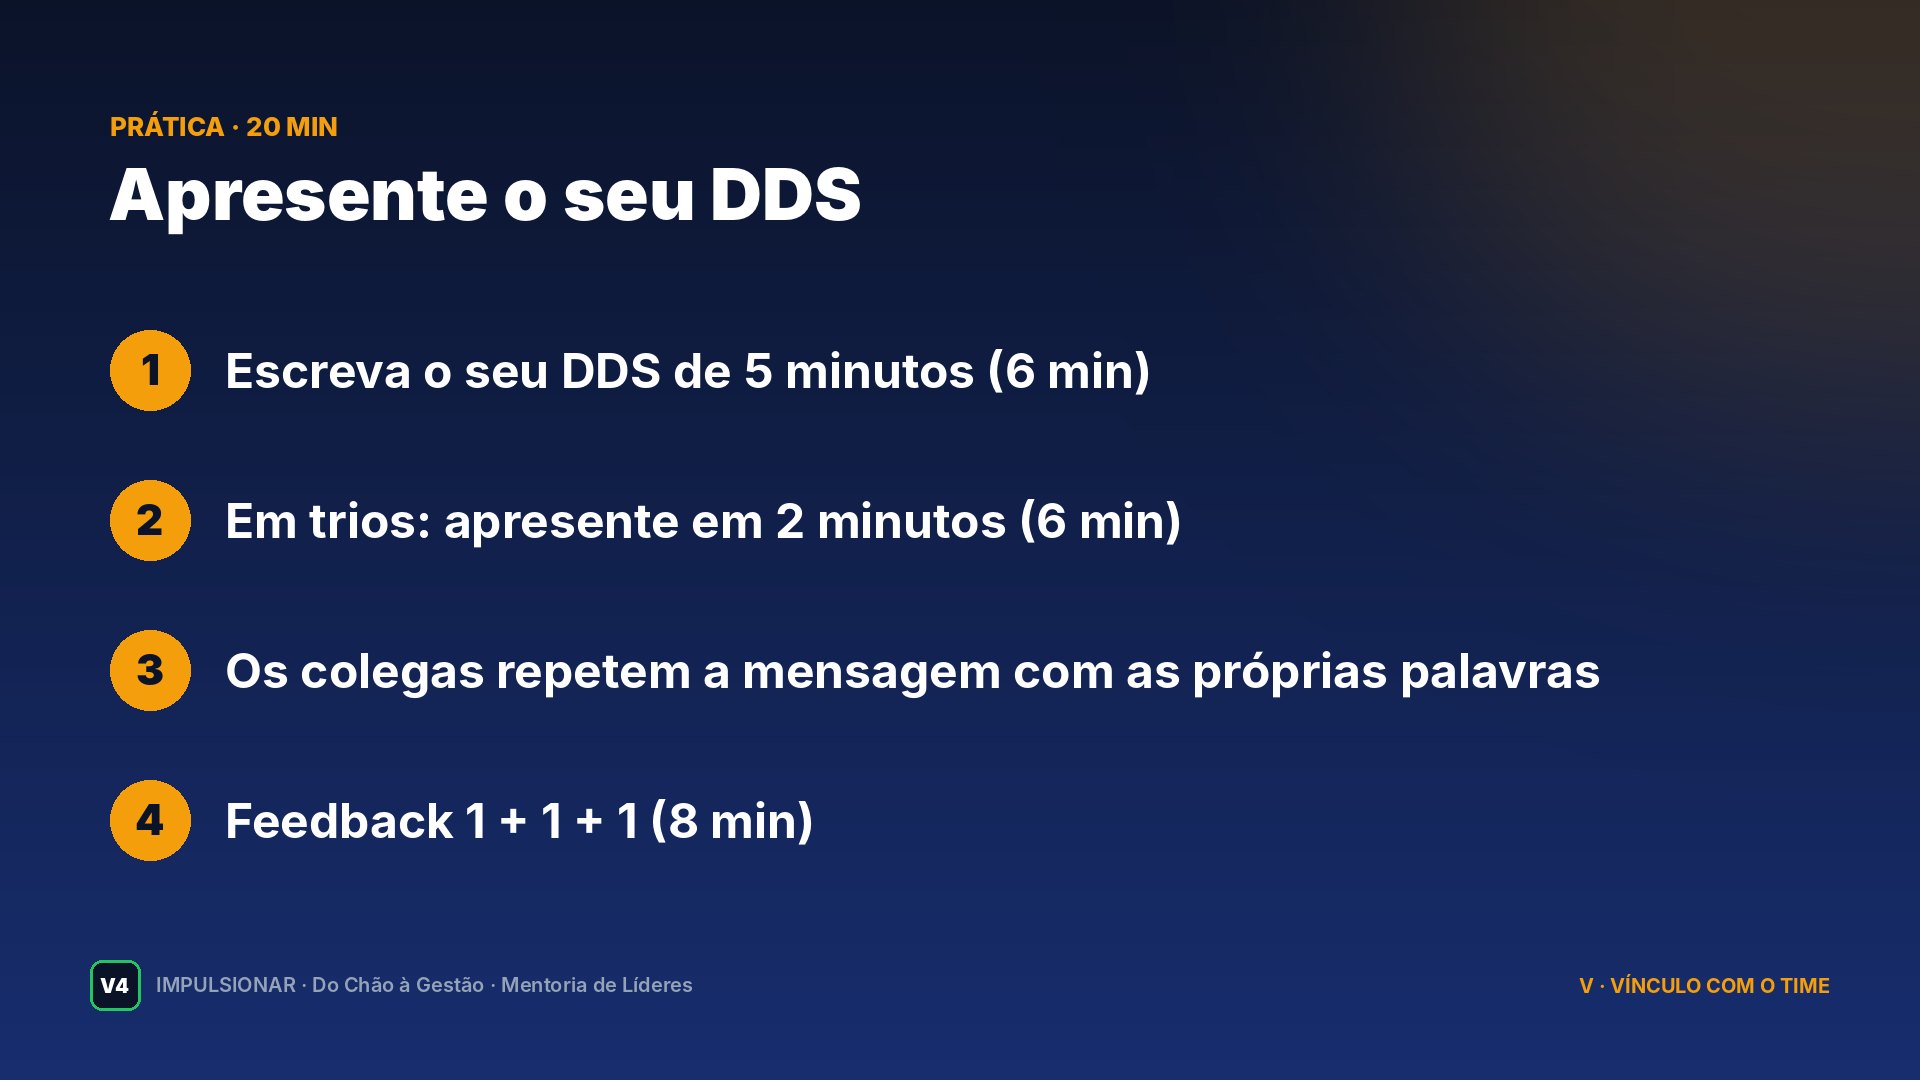 PRÁTICA · 20 MIN
Apresente o seu DDS
1 Escreva o seu DDS de 5 minutos (6 min)
2 Em trios: apresente em 2 minutos (6 min)
3 Os colegas repetem a mensagem com as próprias palavras
4 Feedback 1 + 1 + 1 (8 min)
V4 IMPULSIONAR · Do Chão à Gestão · Mentoria de Líderes
V · VÍNCULO COM O TIME